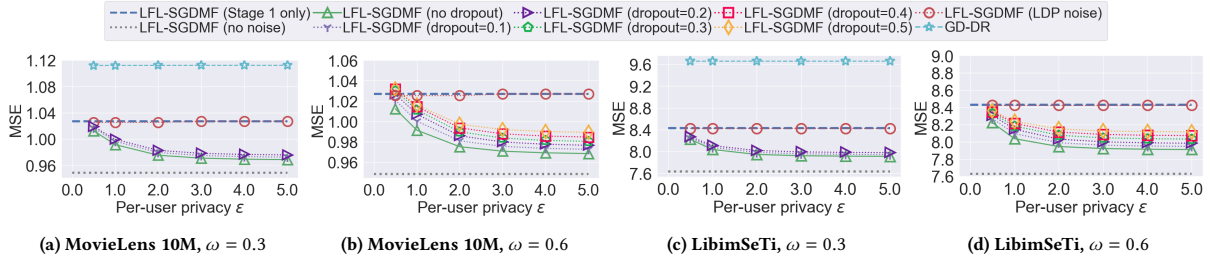 LFL-SGDMF (Stage 1 only) LFL-SGDMF (no dropout) LFL-SGDMF (dropout=0.2) LFL-SGDMF (dropout=0.4) LFL-SGDMF (LDP noise)
LFL-SGDMF (no noise) LFL-SGDMF (dropout=0.1) LFL-SGDMF (dropout=0.3) LFL-SGDMF (dropout=0.5) GD-DR
MSE
1.12
1.08
1.04
1.00
0.96
0.0 1.0 2.0 3.0 4.0 5.0
Per-user privacy ε
(a) MovieLens 10M, ω = 0.3
MSE
1.06
1.04
1.02
1.00
0.98
0.96
0.0 1.0 2.0 3.0 4.0 5.0
Per-user privacy ε
(b) MovieLens 10M, ω = 0.6
MSE
9.6
9.2
8.8
8.4
8.0
7.6
0.0 1.0 2.0 3.0 4.0 5.0
Per-user privacy ε
(c) LibimSeTi, ω = 0.3
MSE
9.0
8.8
8.6
8.4
8.2
8.0
7.8
7.6
0.0 1.0 2.0 3.0 4.0 5.0
Per-user privacy ε
(d) LibimSeTi, ω = 0.6